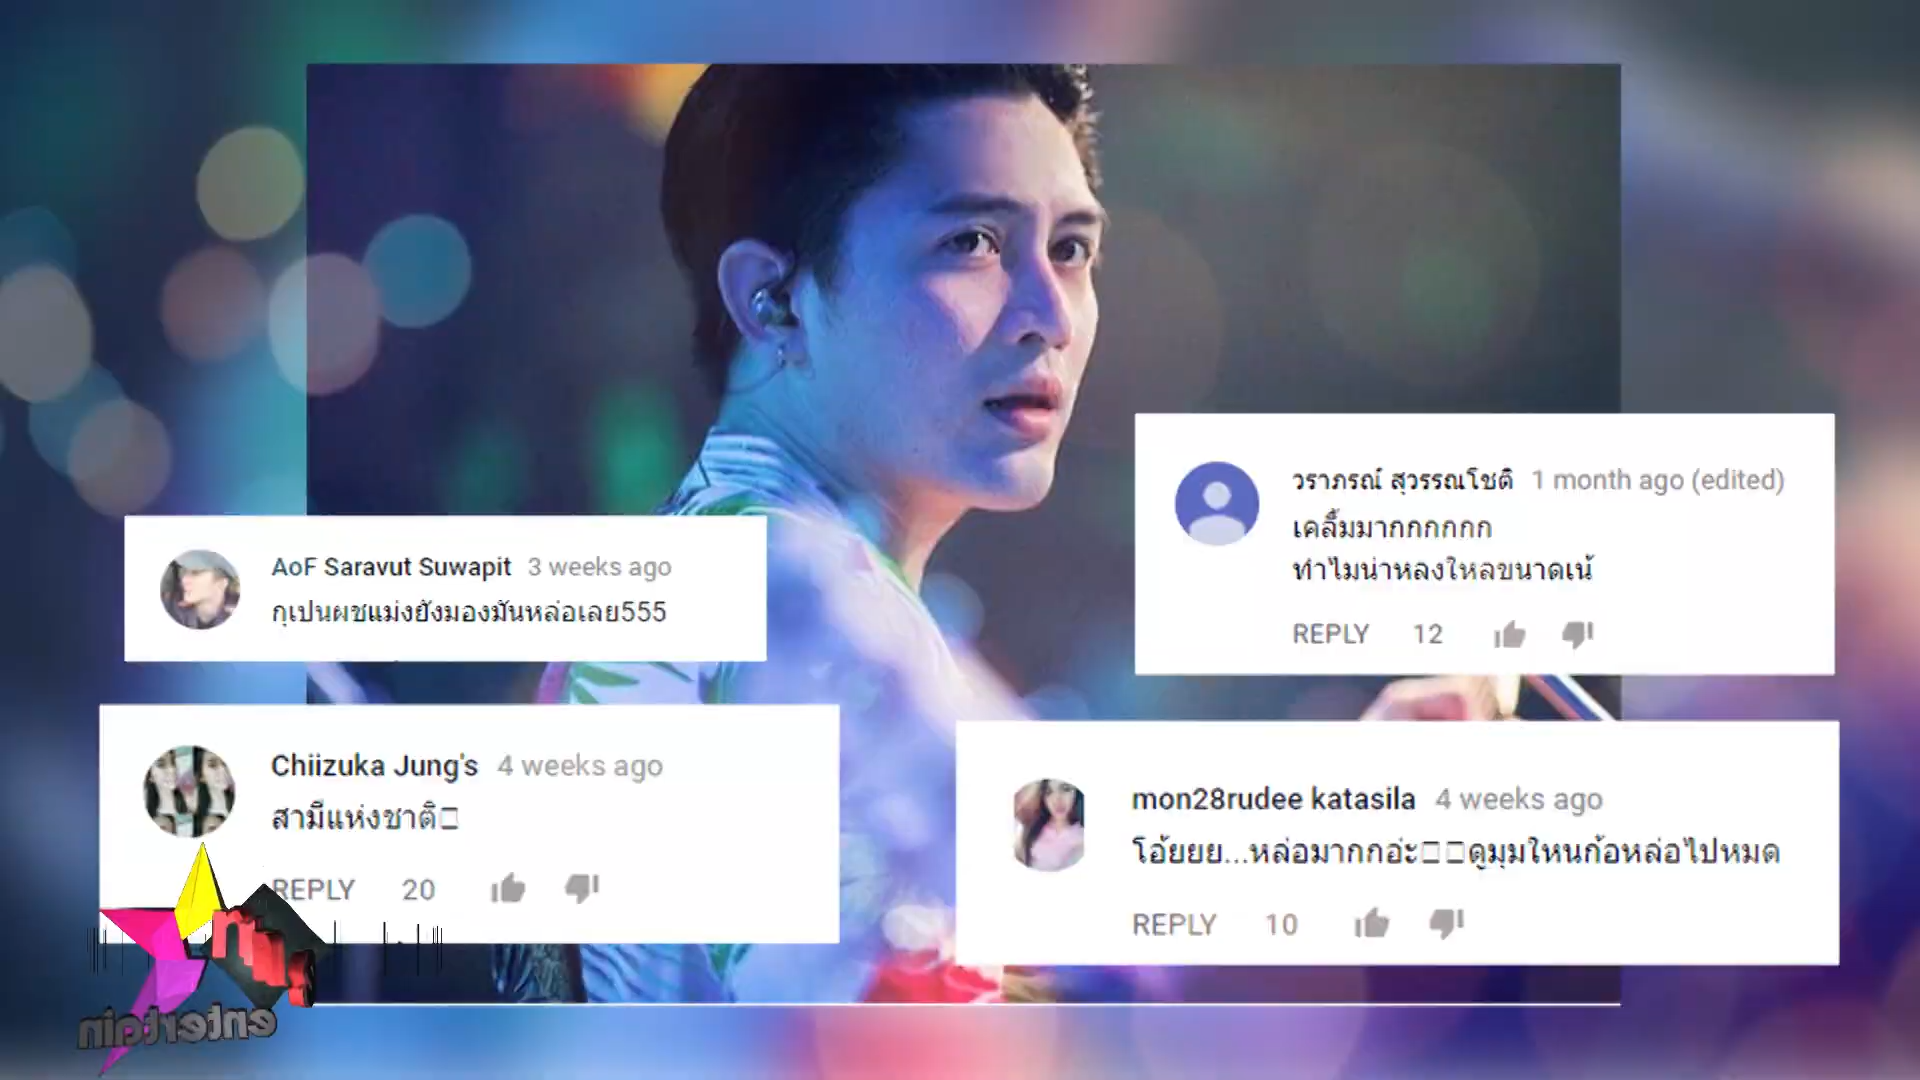 วราภรณ์ สุวรรณโชติ 1 month ago (edited)
เคลิ้มมากกกกกก
ทำไมน่าหลงใหลขนาดเน้
REPLY 12
AoF Saravut Suwapit 3 weeks ago
กุเปนผชแม่งยังมองมันหล่อเลย555
Chiizuka Jung's 4 weeks ago
สามีแห่งชาติ
REPLY 20
mon28rudee katasila 4 weeks ago
โอ้ยยย...หล่อมากกอ่ะดูมุมใหนก้อหล่อไปหมด
REPLY 10
entertain